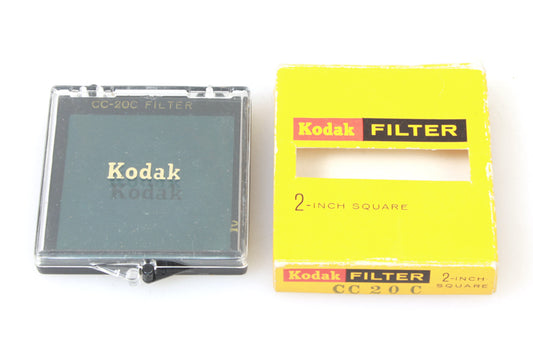 CC-20C FILTER
Kodak
Kodak FILTER
2-INCH SQUARE
Kodak FILTER
2-INCH
SQUARE
CC 20 C